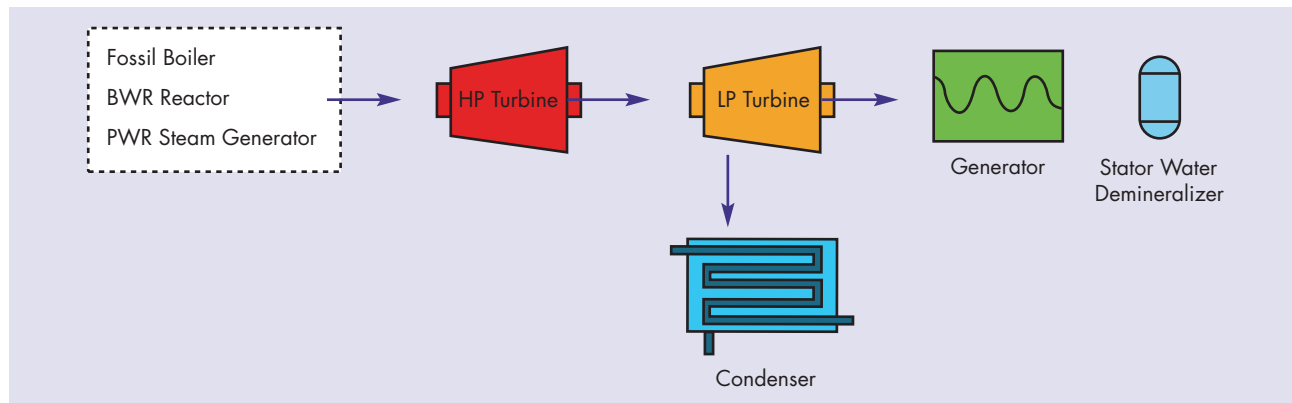 Fossil Boiler
BWR Reactor
PWR Steam Generator
HP Turbine
LP Turbine
Generator
Stator Water
Demineralizer
Condenser